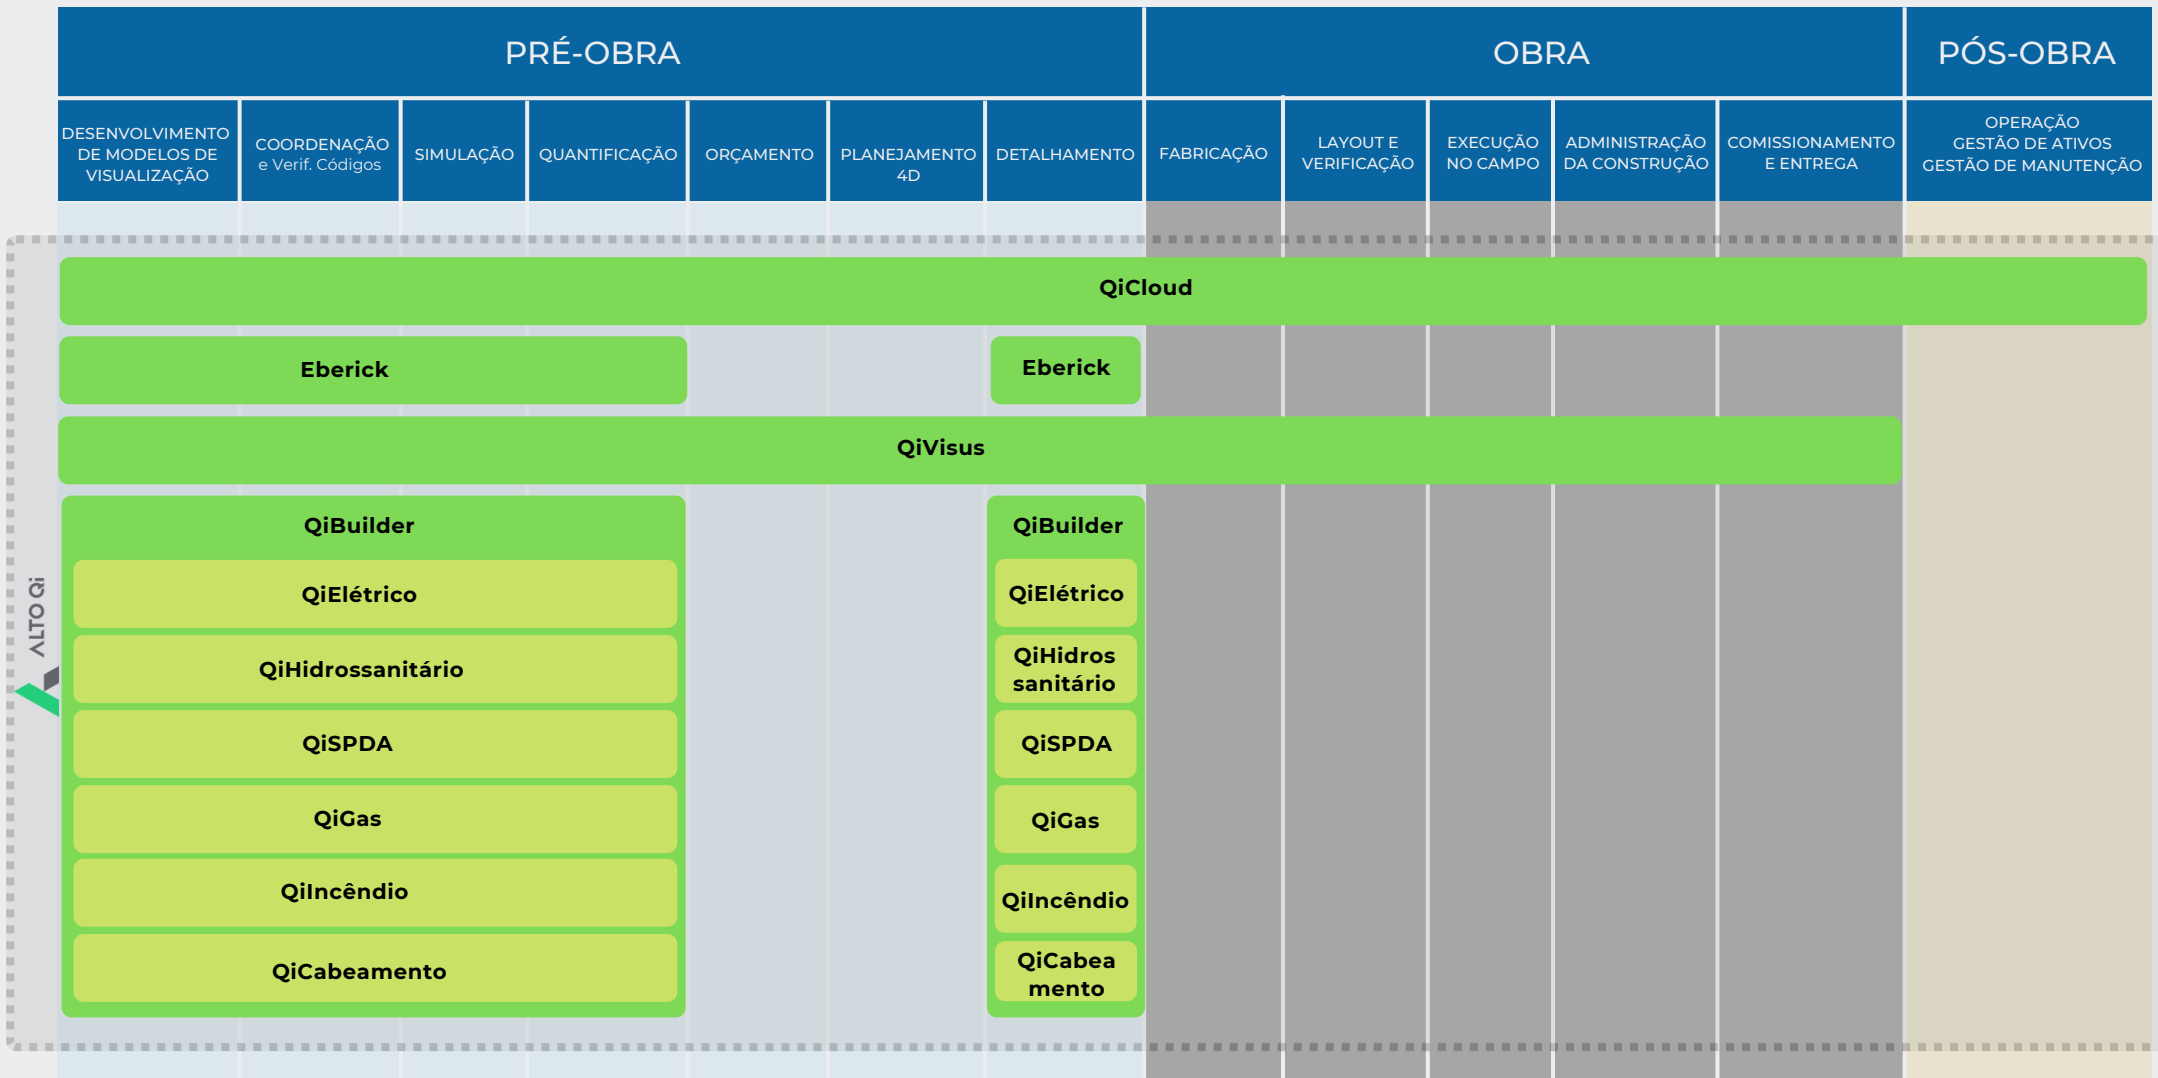 PRÉ-OBRA
OBRA
PÓS-OBRA
DESENVOLVIMENTO
DE MODELOS DE
VISUALIZAÇÃO
COORDENAÇÃO
e Verif. Códigos
SIMULAÇÃO
QUANTIFICAÇÃO
ORÇAMENTO
PLANEJAMENTO
4D
DETALHAMENTO
FABRICAÇÃO
LAYOUT E
VERIFICAÇÃO
EXECUÇÃO
NO CAMPO
ADMINISTRAÇÃO
DA CONSTRUÇÃO
COMISSIONAMENTO
E ENTREGA
OPERAÇÃO
GESTÃO DE ATIVOS
GESTÃO DE MANUTENÇÃO
QiCloud
Eberick
Eberick
QiVisus
QiBuilder
QiBuilder
QiElétrico
QiElétrico
QiHidrossanitário
QiHidros
sanitário
QiSPDA
QiSPDA
QiGas
QiGas
QiIncêndio
QiIncêndio
QiCabeamento
QiCabea
mento
ALTO Qi